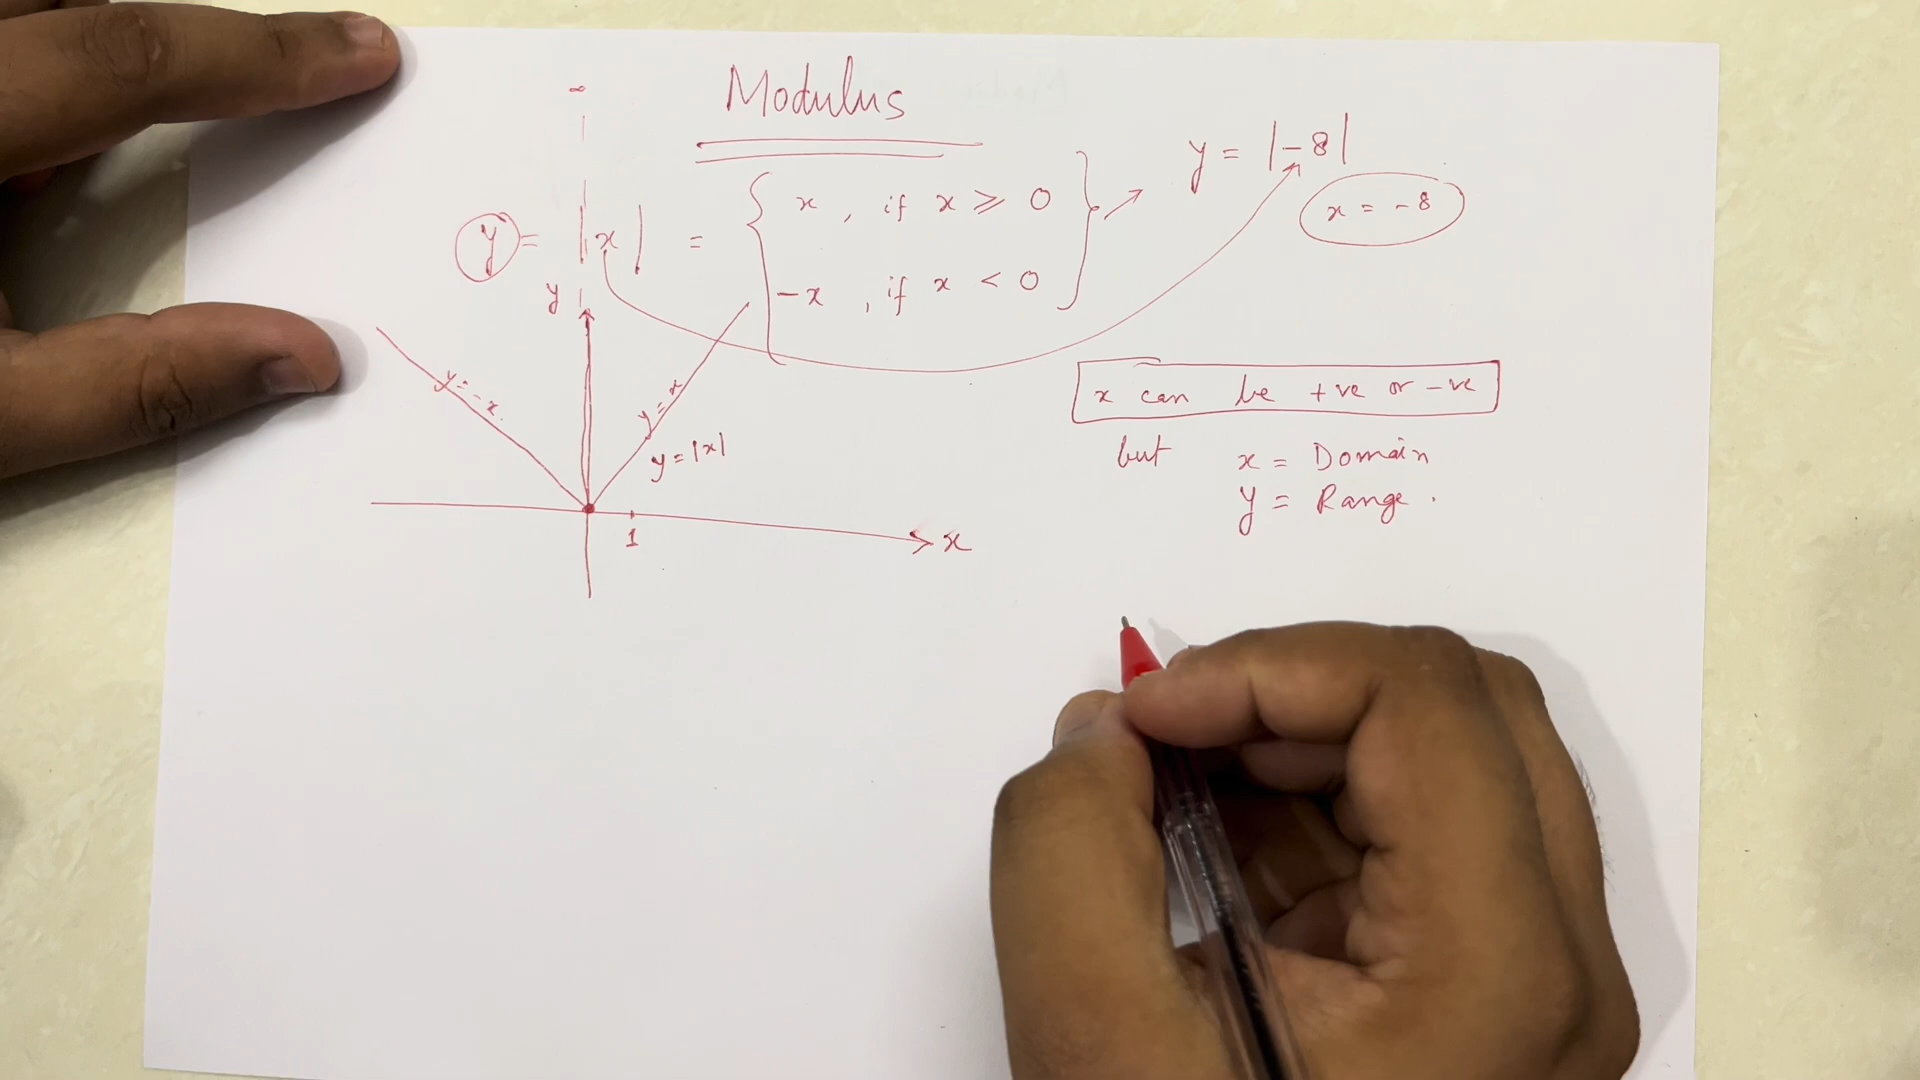 ∞
Modulus
y = |x| = { x , if x ⩾ 0
-x , if x < 0 }
y = |-8|
x = -8
y
y = -x.
y = x
y = |x|
1
x
x can be +ve or -ve
but x = Domain
y = Range .